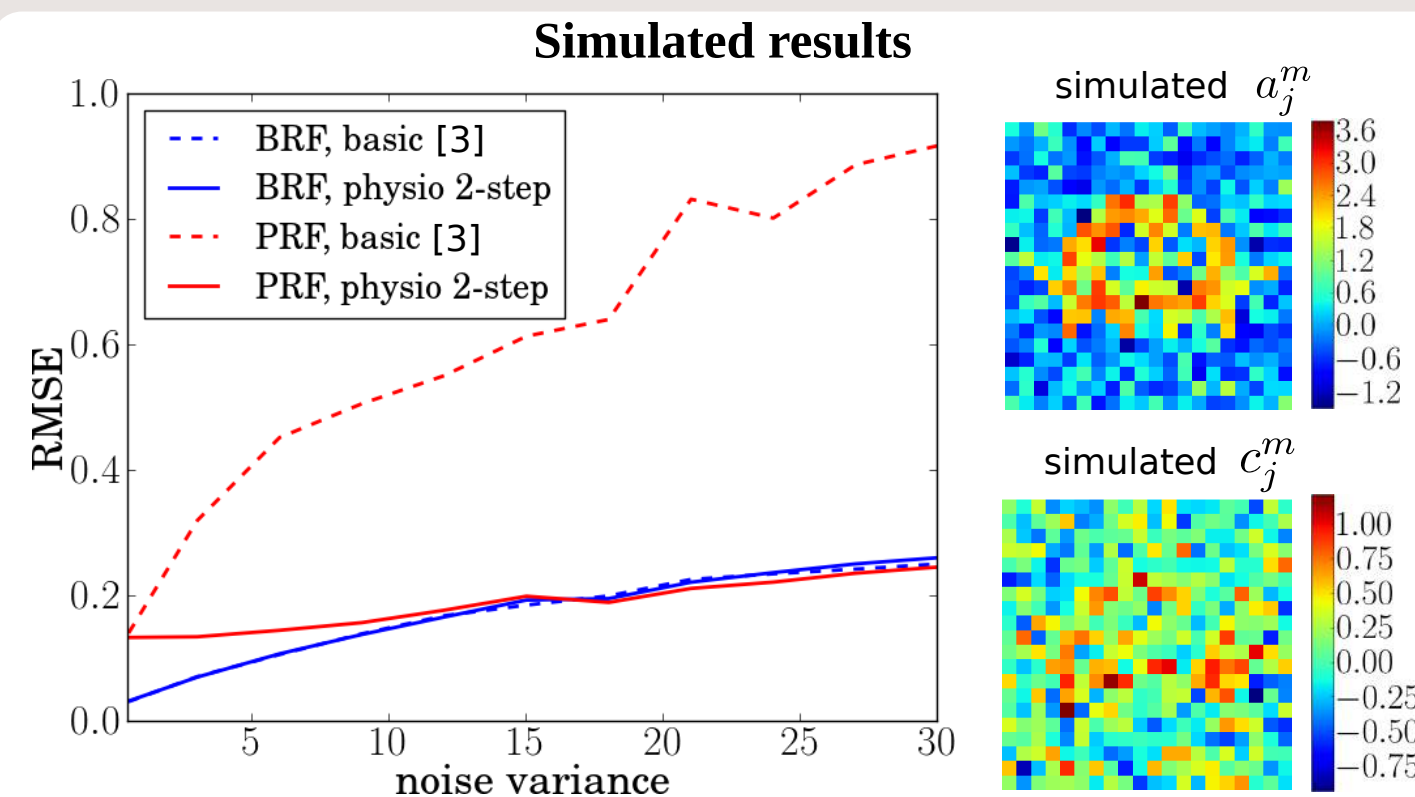 Simulated results
1.0
0.8
0.6
0.4
0.2
0.0
RMSE
BRF, basic [3]
BRF, physio 2-step
PRF, basic [3]
PRF, physio 2-step
5 10 15 20 25 30
noise variance
simulated a_j^m
3.6
3.0
2.4
1.8
1.2
0.6
0.0
−0.6
−1.2
simulated c_j^m
1.00
0.75
0.50
0.25
0.00
−0.25
−0.50
−0.75